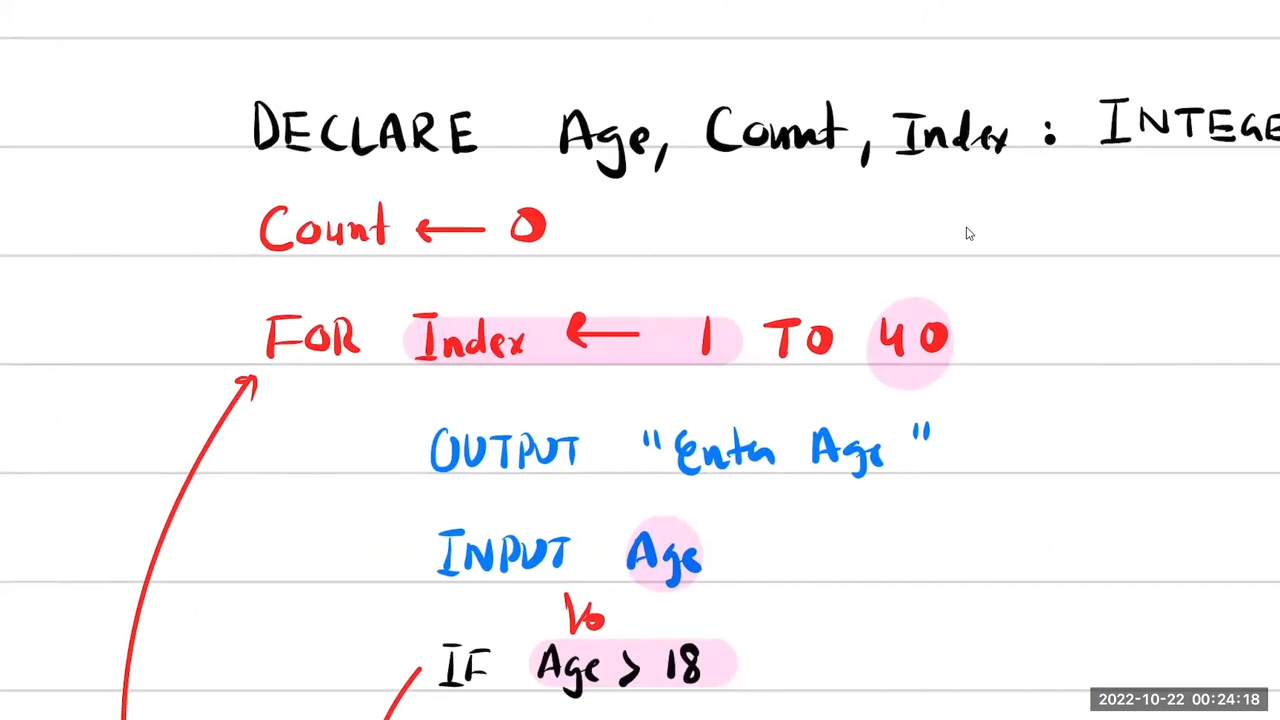 DECLARE Age, Count, Index : INTEGE
Count ← 0
FOR Index ← 1 TO 40
OUTPUT "Enter Age"
INPUT Age
IF Age > 18
2022-10-22 00:24:18